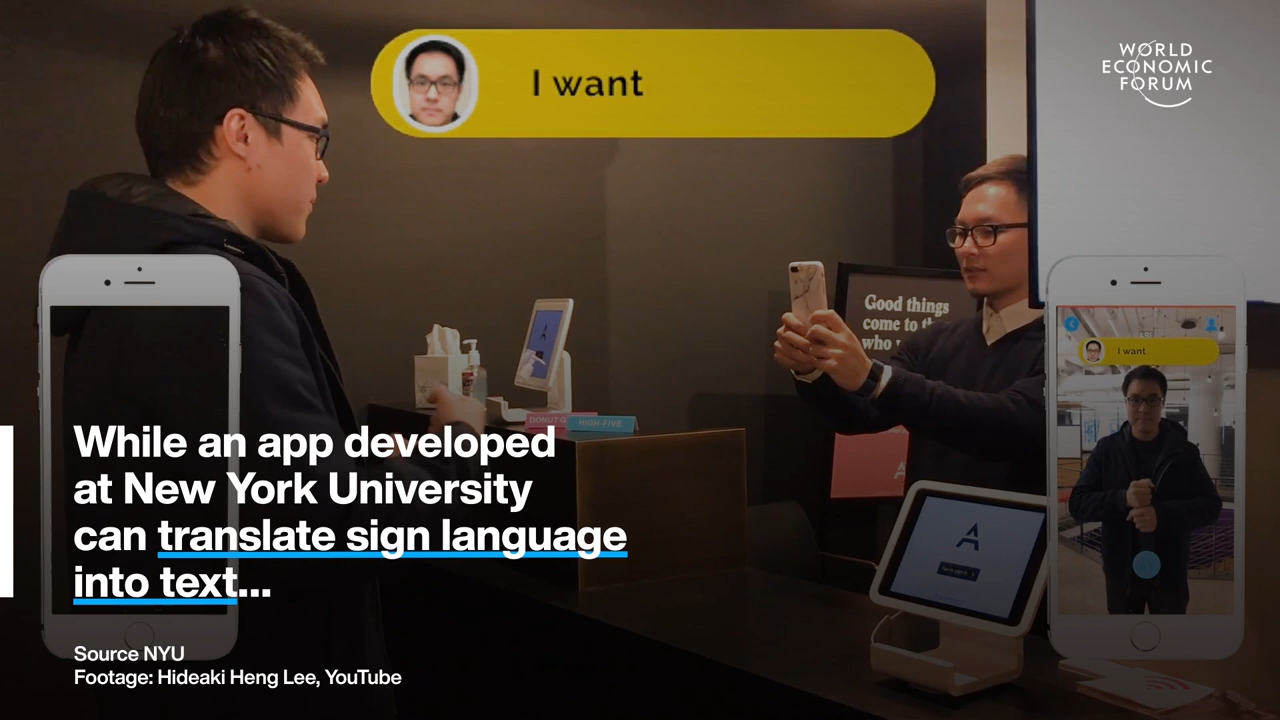 I want
WORLD
ECONOMIC
FORUM
Good things
come to
who
I want
HIGH-FIVE
While an app developed
at New York University
can translate sign language
into text...
Source NYU
Footage: Hideaki Heng Lee, YouTube